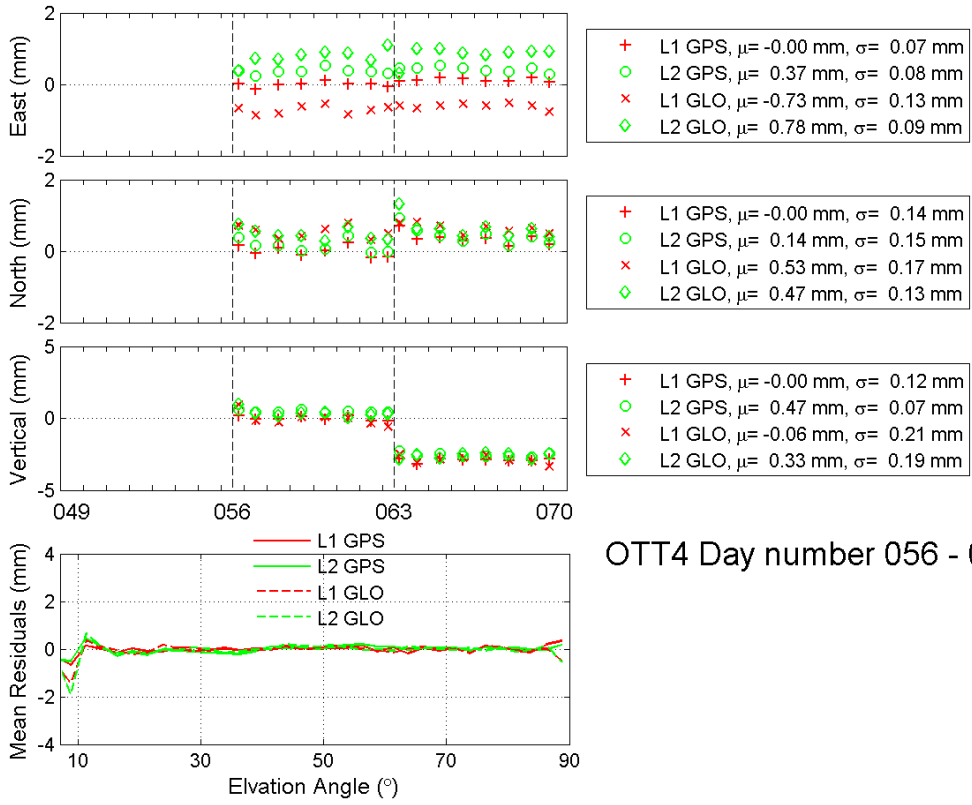 East (mm)
2
0
-2
+ L1 GPS, μ= -0.00 mm, σ= 0.07 mm
○ L2 GPS, μ= 0.37 mm, σ= 0.08 mm
× L1 GLO, μ= -0.73 mm, σ= 0.13 mm
◇ L2 GLO, μ= 0.78 mm, σ= 0.09 mm
North (mm)
2
0
-2
+ L1 GPS, μ= -0.00 mm, σ= 0.14 mm
○ L2 GPS, μ= 0.14 mm, σ= 0.15 mm
× L1 GLO, μ= 0.53 mm, σ= 0.17 mm
◇ L2 GLO, μ= 0.47 mm, σ= 0.13 mm
Vertical (mm)
5
0
-5
049 056 063 070
+ L1 GPS, μ= -0.00 mm, σ= 0.12 mm
○ L2 GPS, μ= 0.47 mm, σ= 0.07 mm
× L1 GLO, μ= -0.06 mm, σ= 0.21 mm
◇ L2 GLO, μ= 0.33 mm, σ= 0.19 mm
Mean Residuals (mm)
4
2
0
-2
-4
L1 GPS
L2 GPS
L1 GLO
L2 GLO
10 30 50 70 90
Elvation Angle (°)
OTT4 Day number 056 -